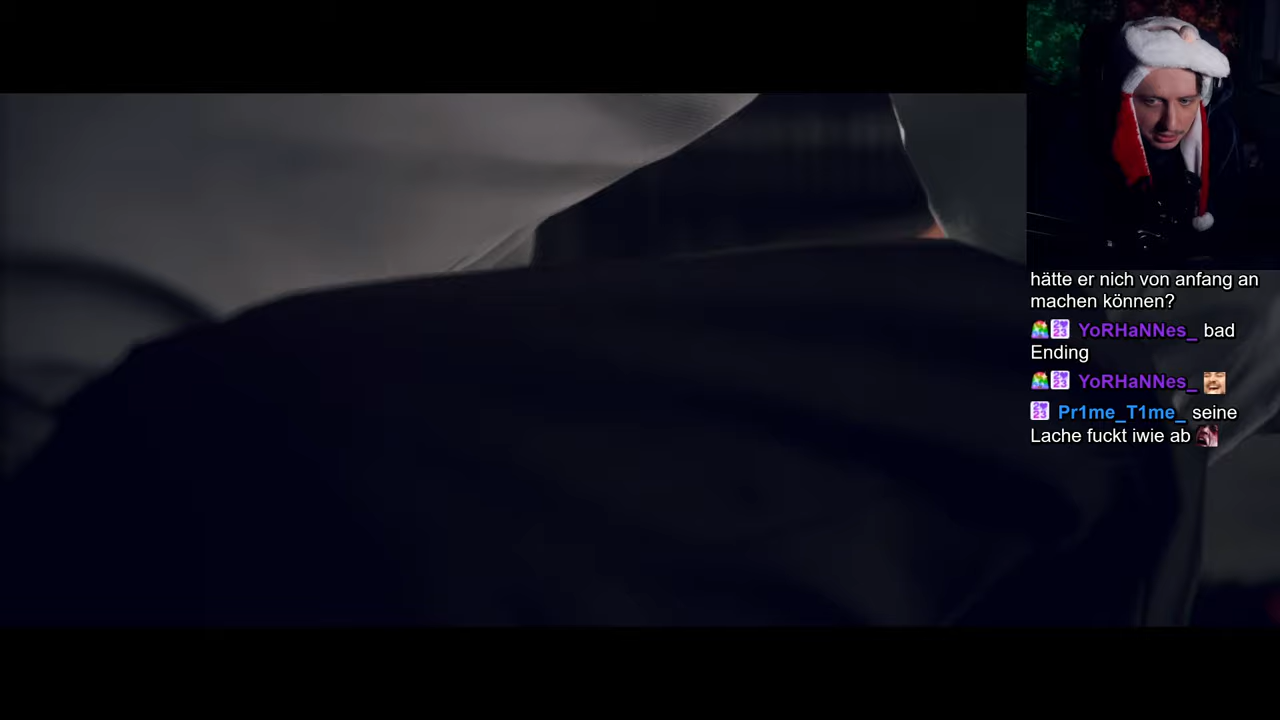 hätte er nich von anfang an
machen können?
YoRHaNNes_ bad
Ending
YoRHaNNes_
Pr1me_T1me_ seine
Lache fuckt iwie ab